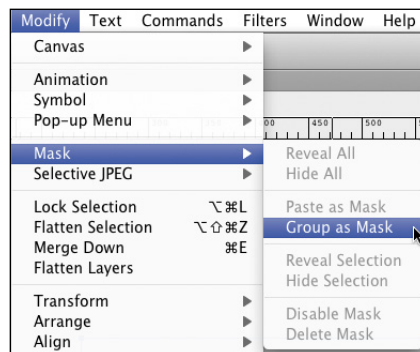 Modify Text Commands Filters Window Help
Canvas
Animation
Symbol
Pop-up Menu
Mask
Selective JPEG
Lock Selection ⌥⌘L
Flatten Selection ⌥⇧⌘Z
Merge Down ⌘E
Flatten Layers
Transform
Arrange
Align
450 500
Reveal All
Hide All
Paste as Mask
Group as Mask
Reveal Selection
Hide Selection
Disable Mask
Delete Mask